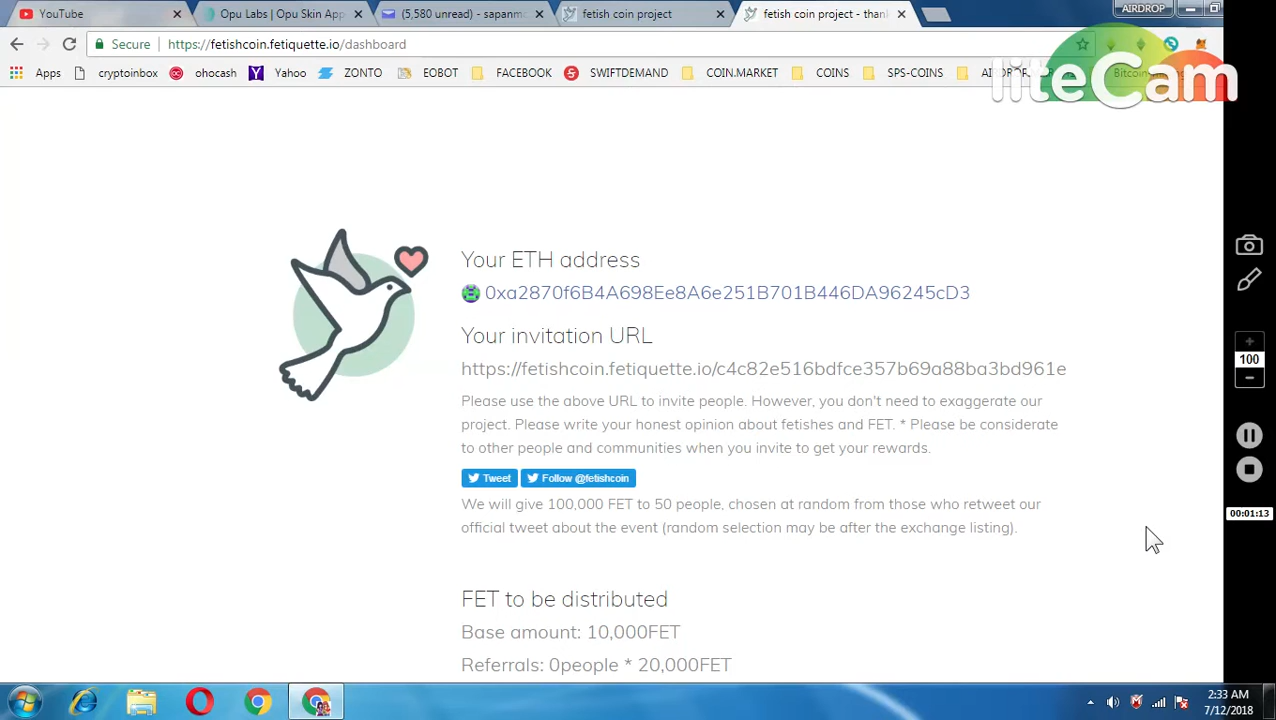 YouTube
Opu Labs | Opu Skin App
(5,580 unread)
fetish coin project
fetish coin project - than
AIRDROP
Secure
https://fetishcoin.fetiquette.io/dashboard
Apps
cryptoinbox
ohocash
Yahoo
ZONTO
EOBOT
FACEBOOK
SWIFTDEMAND
COIN.MARKET
COINS
SPS-COINS
liteCam
Your ETH address
0xa2870f6B4A698Ee8A6e251B701B446DA96245cD3
Your invitation URL
https://fetishcoin.fetiquette.io/c4c82e516bdfce357b69a88ba3bd961e
Please use the above URL to invite people. However, you don't need to exaggerate our
project. Please write your honest opinion about fetishes and FET. * Please be considerate
to other people and communities when you invite to get your rewards.
Tweet
Follow @fetishcoin
We will give 100,000 FET to 50 people, chosen at random from those who retweet our
official tweet about the event (random selection may be after the exchange listing).
FET to be distributed
Base amount: 10,000FET
Referrals: 0people * 20,000FET
100
00:01:13
2:33 AM
7/12/2018